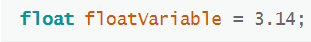 float floatVariable = 3.14;